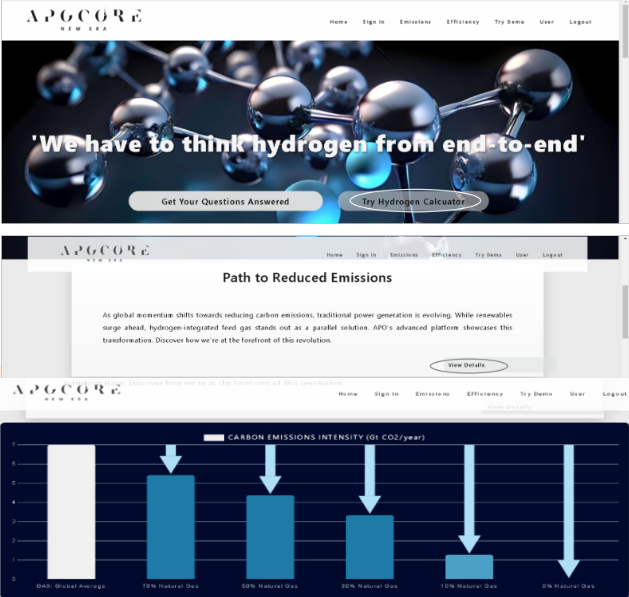 APOCORE
NEW ERA
Home Sign In Emissions Efficiency Try Demo User Logout
'We have to think hydrogen from end-to-end'
Get Your Questions Answered
Try Hydrogen Calcuator
APOCORE
NEW ERA
Home Sign In Emissions Efficiency Try Demo User Logout
Path to Reduced Emissions
As global momentum shifts towards reducing carbon emissions, traditional power generation is evolving. While renewables
surge ahead, hydrogen-integrated feed gas stands out as a parallel solution. APO's advanced platform showcases this
transformation. Discover how we're at the forefront of this revolution.
View Details
transformation. Discover how we're at the forefront of this revolution.
APOCORE
NEW ERA
Home Sign In Emissions Efficiency Try Demo User Logout
View Details
CARBON EMISSIONS INTENSITY (Gt CO2/year)
7
6
5
4
3
2
1
0
GAS: Global Average 70% Natural Gas 50% Natural Gas 30% Natural Gas 10% Natural Gas 0% Natural Gas